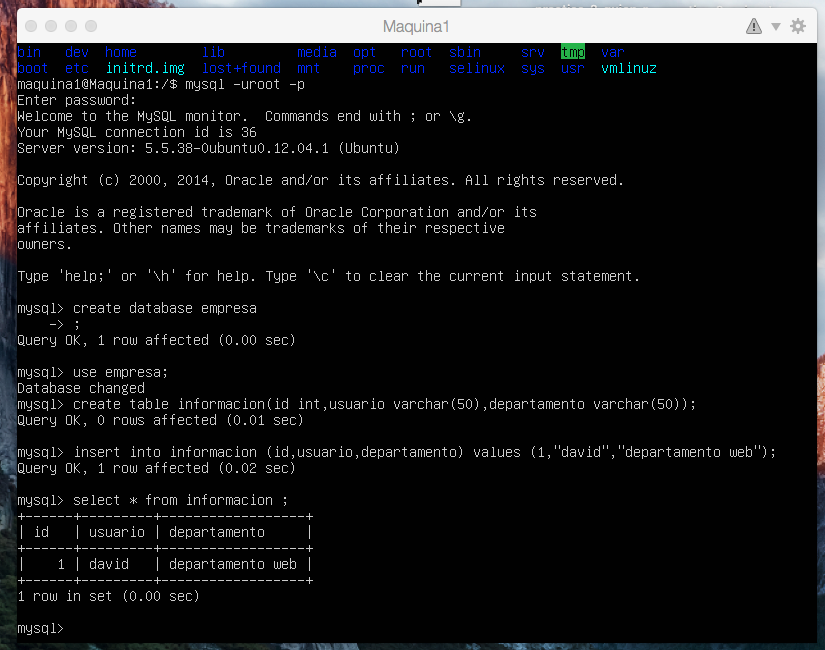 Maquina1
bin dev home lib media opt root sbin srv tmp var
boot etc initrd.img lost+found mnt proc run selinux sys usr vmlinuz
maquina1@Maquina1:/$ mysql -uroot -p
Enter password:
Welcome to the MySQL monitor.  Commands end with ; or \g.
Your MySQL connection id is 36
Server version: 5.5.38-0ubuntu0.12.04.1 (Ubuntu)
Copyright (c) 2000, 2014, Oracle and/or its affiliates. All rights reserved.
Oracle is a registered trademark of Oracle Corporation and/or its
affiliates. Other names may be trademarks of their respective
owners.
Type 'help;' or '\h' for help. Type '\c' to clear the current input statement.
mysql> create database empresa
    -> ;
Query OK, 1 row affected (0.00 sec)
mysql> use empresa;
Database changed
mysql> create table informacion(id int,usuario varchar(50),departamento varchar(50));
Query OK, 0 rows affected (0.01 sec)
mysql> insert into informacion (id,usuario,departamento) values (1,"david","departamento web");
Query OK, 1 row affected (0.02 sec)
mysql> select * from informacion ;
+------+---------+------------------+
| id   | usuario | departamento     |
+------+---------+------------------+
|    1 | david   | departamento web |
+------+---------+------------------+
1 row in set (0.00 sec)
mysql>